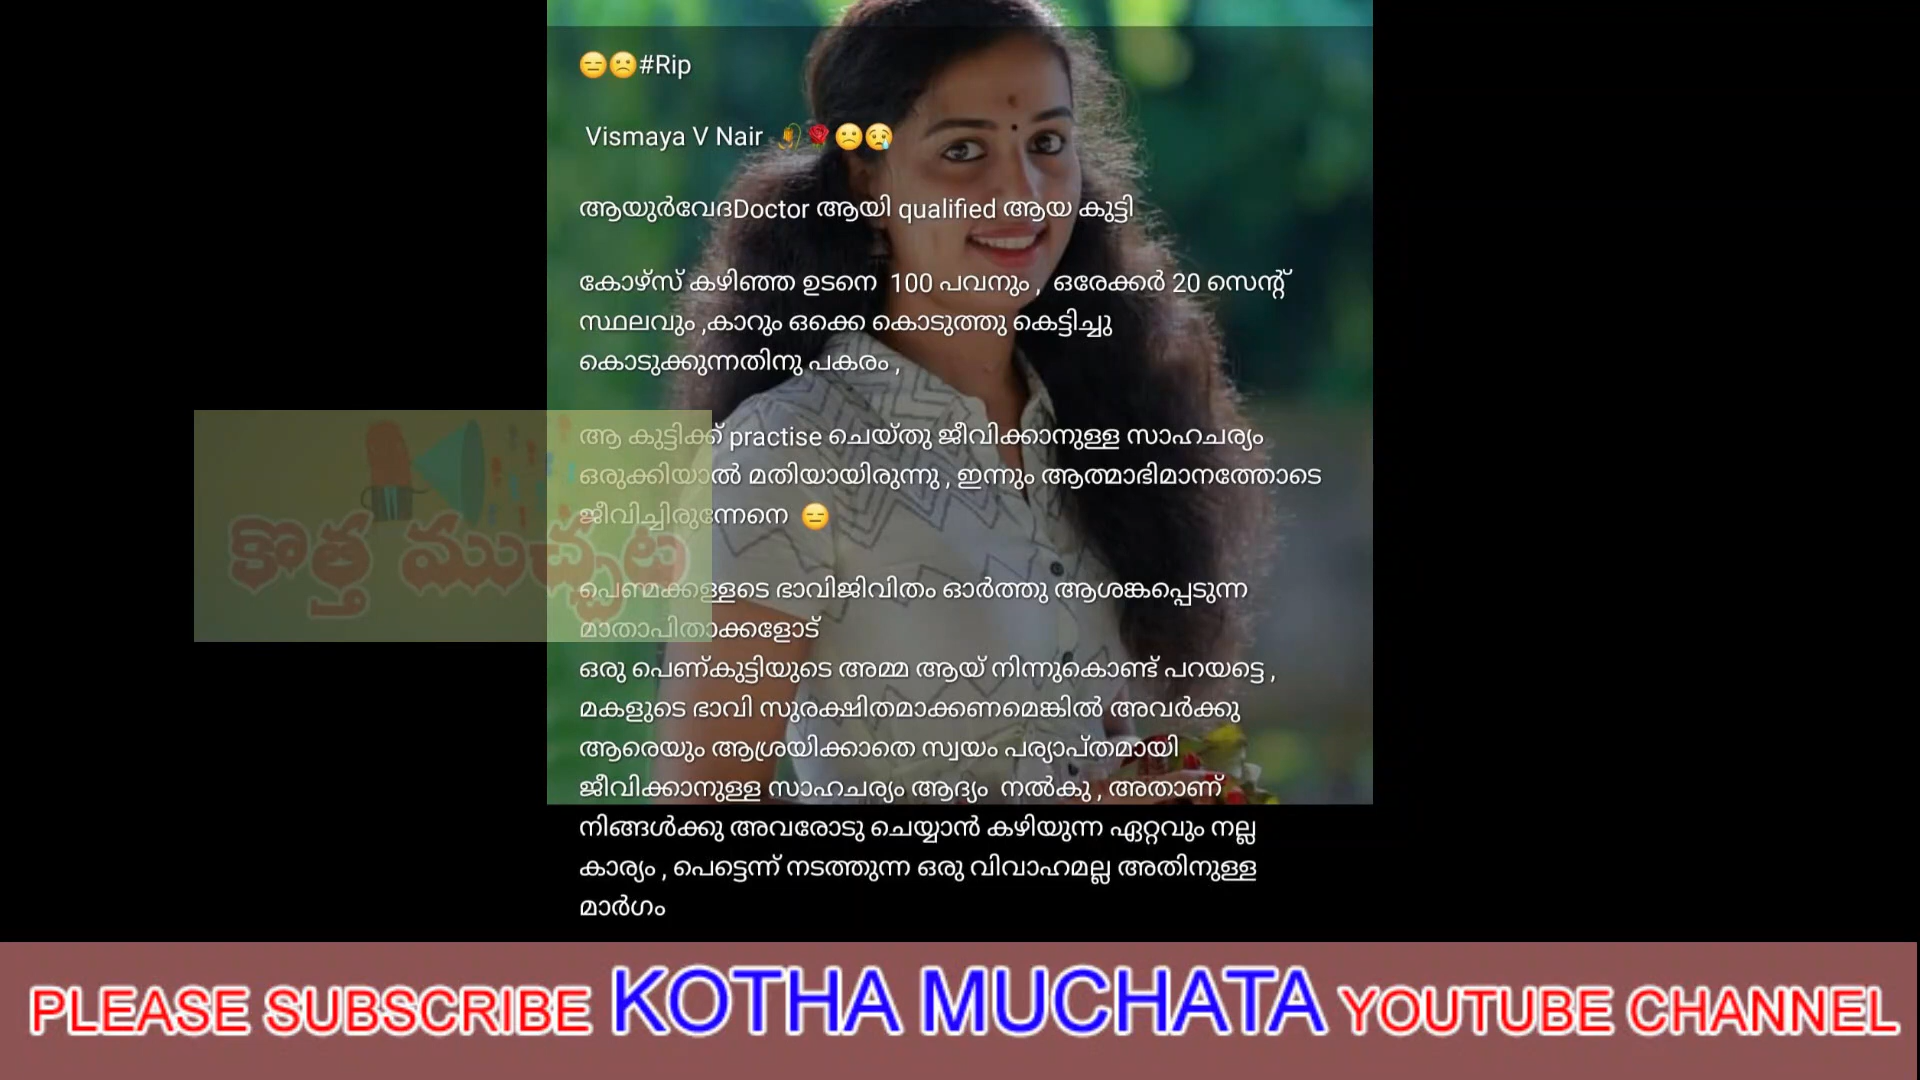 😑☹️#Rip
Vismaya V Nair 🥀🌹☹️😢
ആയുർവേദDoctor ആയി qualified ആയ കുട്ടി
കോഴ്സ് കഴിഞ്ഞ ഉടനെ 100 പവനും , ഒരേക്കർ 20 സെന്റ്
സ്ഥലവും ,കാറും ഒക്കെ കൊടുത്തു കെട്ടിച്ചു
കൊടുക്കുന്നതിനു പകരം ,
ആ കുട്ടിക്ക് practise ചെയ്തു ജീവിക്കാനുള്ള സാഹചര്യം
ഒരുക്കിയാൽ മതിയായിരുന്നു , ഇന്നും ആത്മാഭിമാനത്തോടെ
ജീവിച്ചിരുന്നേനെ 😑
కొత్త ముచ్చట
പെണ്മക്കള്ളടെ ഭാവിജിവിതം ഓർത്തു ആശങ്കപ്പെടുന്ന
മാതാപിതാക്കളോട്
ഒരു പെണ്കുട്ടിയുടെ അമ്മ ആയ് നിന്നുകൊണ്ട് പറയട്ടെ ,
മകളുടെ ഭാവി സുരക്ഷിതമാക്കണമെങ്കിൽ അവർക്കു
ആരെയും ആശ്രയിക്കാതെ സ്വയം പര്യാപ്തമായി
ജീവിക്കാനുള്ള സാഹചര്യം ആദ്യം നൽകു , അതാണ്
നിങ്ങൾക്കു അവരോടു ചെയ്യാൻ കഴിയുന്ന ഏറ്റവും നല്ല
കാര്യം , പെട്ടെന്ന് നടത്തുന്ന ഒരു വിവാഹമല്ല അതിനുള്ള
മാർഗം
PLEASE SUBSCRIBE KOTHA MUCHATA YOUTUBE CHANNEL